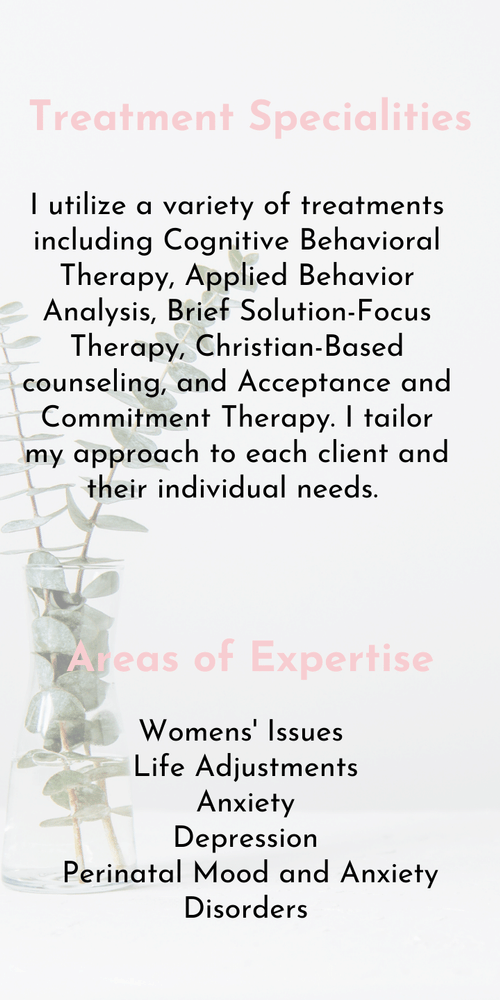 Treatment Specialities
I utilize a variety of treatments
including Cognitive Behavioral
Therapy, Applied Behavior
Analysis, Brief Solution-Focus
Therapy, Christian-Based
counseling, and Acceptance and
Commitment Therapy. I tailor
my approach to each client and
their individual needs.
Areas of Expertise
Womens' Issues
Life Adjustments
Anxiety
Depression
Perinatal Mood and Anxiety
Disorders